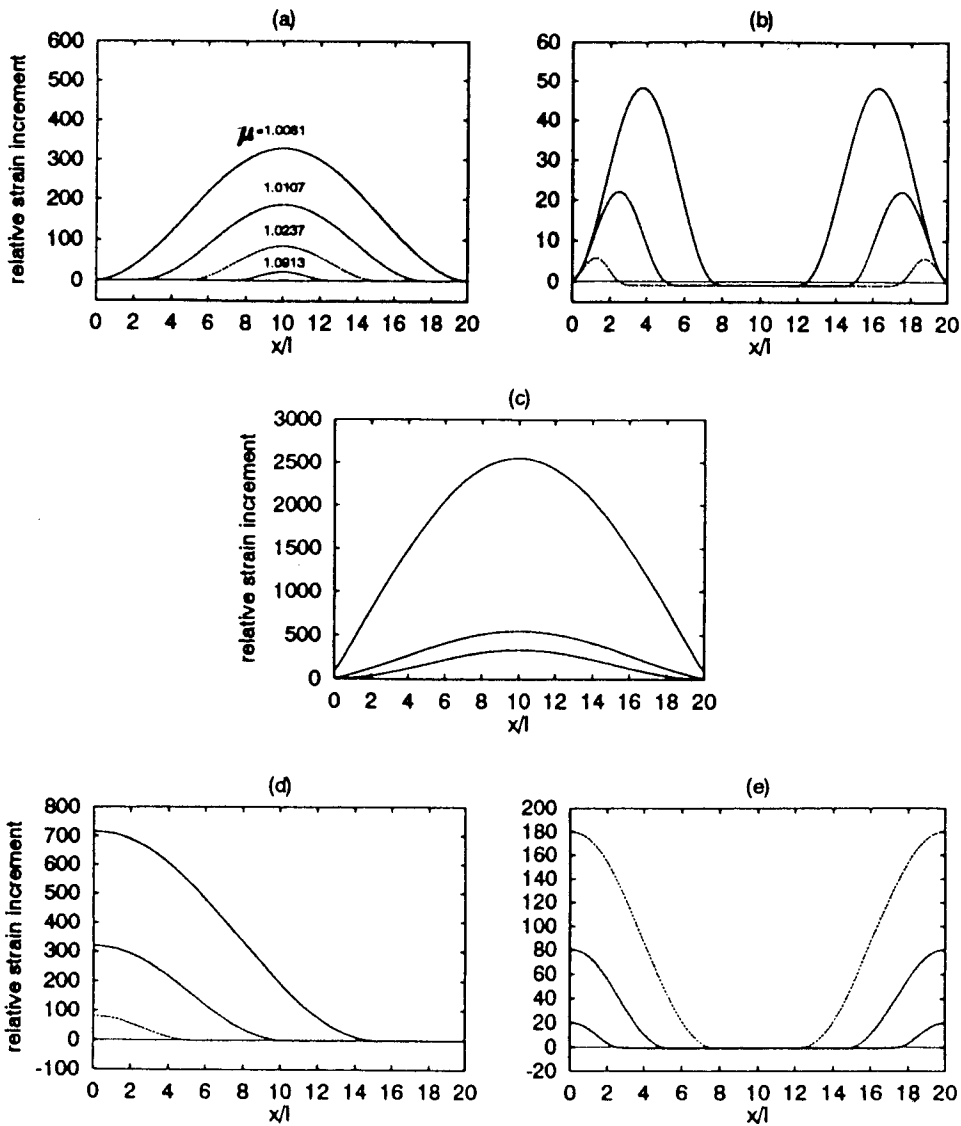 (a)
600
500
400
300
200
100
0
relative strain increment
μ=1.0081
1.0107
1.0237
1.0913
0 2 4 6 8 10 12 14 16 18 20
x/l
(b)
60
50
40
30
20
10
0
0 2 4 6 8 10 12 14 16 18 20
x/l
(c)
3000
2500
2000
1500
1000
500
0
relative strain increment
0 2 4 6 8 10 12 14 16 18 20
x/l
(d)
800
700
600
500
400
300
200
100
0
-100
relative strain increment
0 2 4 6 8 10 12 14 16 18 20
x/l
(e)
200
180
160
140
120
100
80
60
40
20
0
-20
0 2 4 6 8 10 12 14 16 18 20
x/l